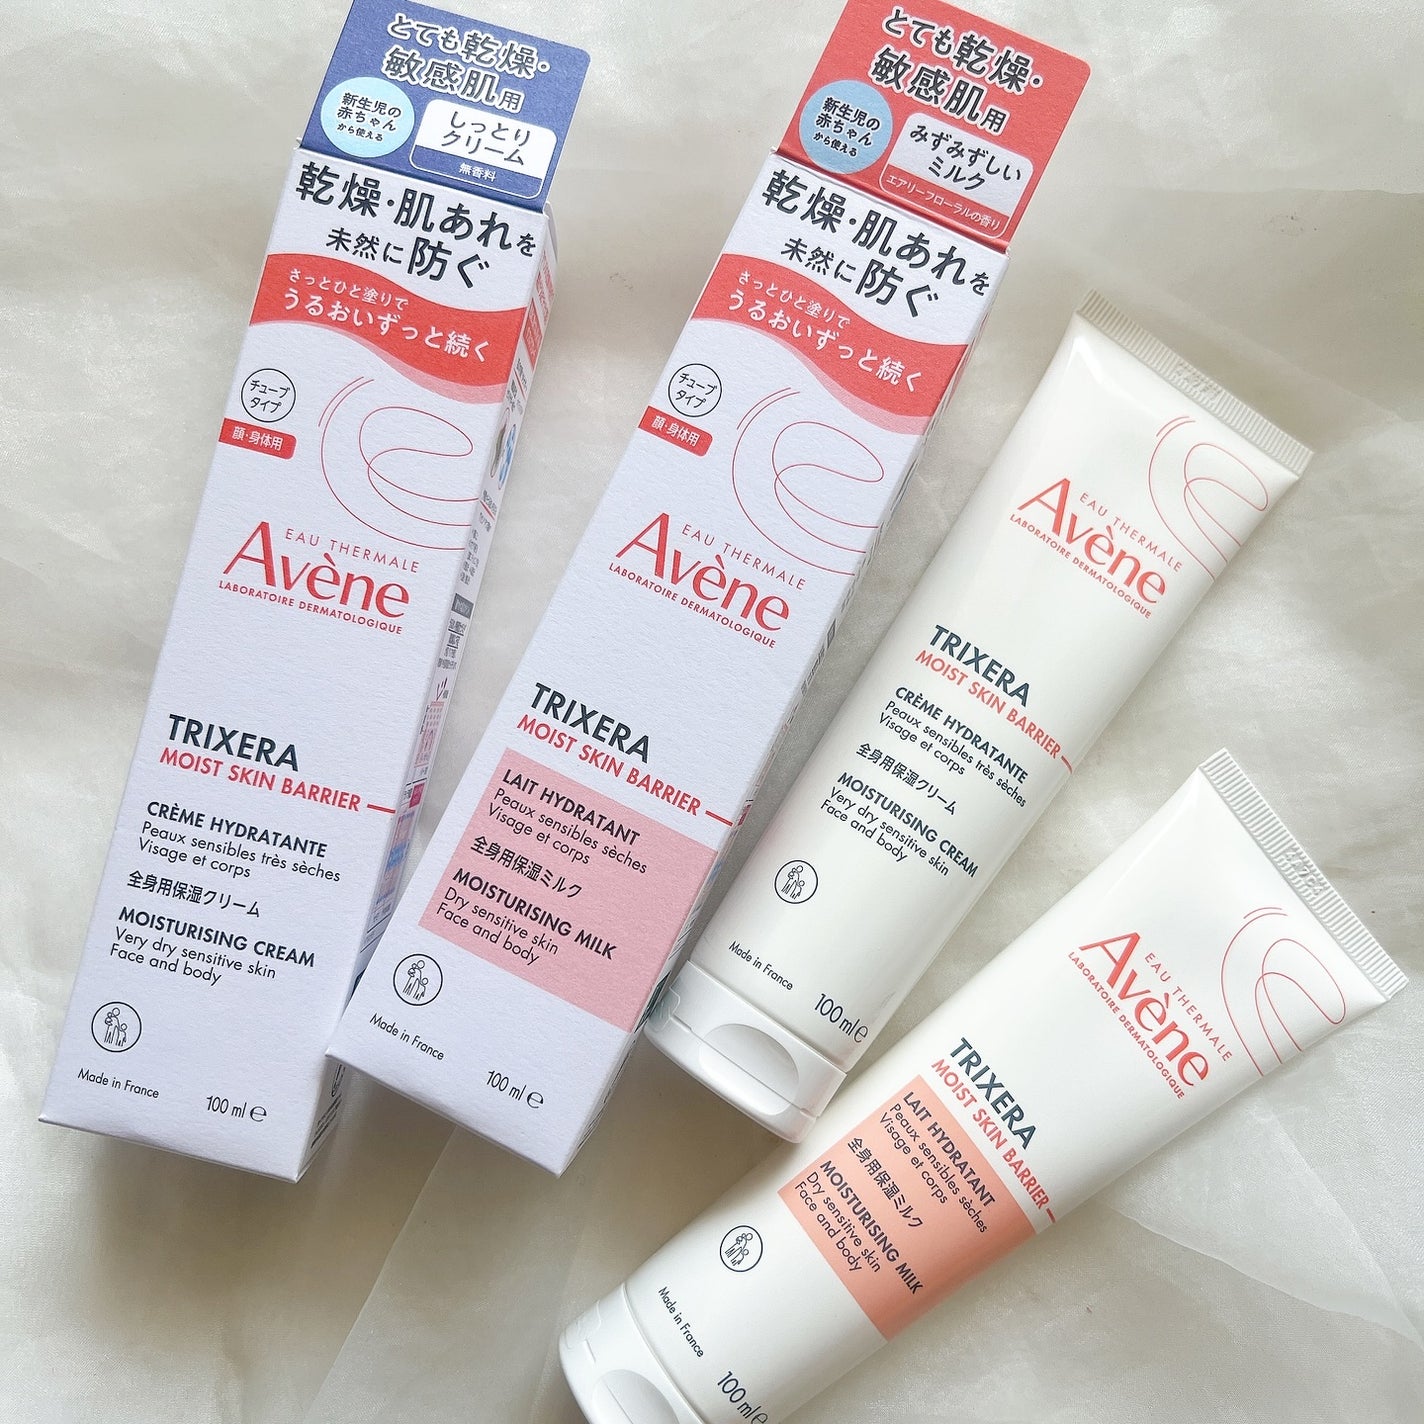 とても乾燥・
敏感肌用
新生児の
赤ちゃん
から使える
しっとり
クリーム
無香料
乾燥・肌あれを
未然に防ぐ
さっとひと塗りで
うるおいずっと続く
チューブ
タイプ
顔・身体用
EAU THERMALE
Avène
LABORATOIRE DERMATOLOGIQUE
TRIXERA
MOIST SKIN BARRIER
CRÈME HYDRATANTE
Peaux sensibles très sèches
Visage et corps
全身用保湿クリーム
MOISTURISING CREAM
Very dry sensitive skin
Face and body
Made in France
100 ml ℮
とても乾燥・
敏感肌用
新生児の
赤ちゃん
から使える
みずみずしい
ミルク
エアリーフローラルの香り
乾燥・肌あれを
未然に防ぐ
さっとひと塗りで
うるおいずっと続く
チューブ
タイプ
顔・身体用
EAU THERMALE
Avène
LABORATOIRE DERMATOLOGIQUE
TRIXERA
MOIST SKIN BARRIER
LAIT HYDRATANT
Peaux sensibles sèches
Visage et corps
全身用保湿ミルク
MOISTURISING MILK
Dry sensitive skin
Face and body
Made in France
100 ml ℮
EAU THERMALE
Avène
LABORATOIRE DERMATOLOGIQUE
TRIXERA
MOIST SKIN BARRIER
CRÈME HYDRATANTE
Peaux sensibles très sèches
Visage et corps
全身用保湿クリーム
MOISTURISING CREAM
Very dry sensitive skin
Face and body
Made in France
100 ml ℮
EAU THERMALE
Avène
LABORATOIRE DERMATOLOGIQUE
TRIXERA
MOIST SKIN BARRIER
LAIT HYDRATANT
Peaux sensibles sèches
Visage et corps
全身用保湿ミルク
MOISTURISING MILK
Dry sensitive skin
Face and body
Made in France
100 ml ℮